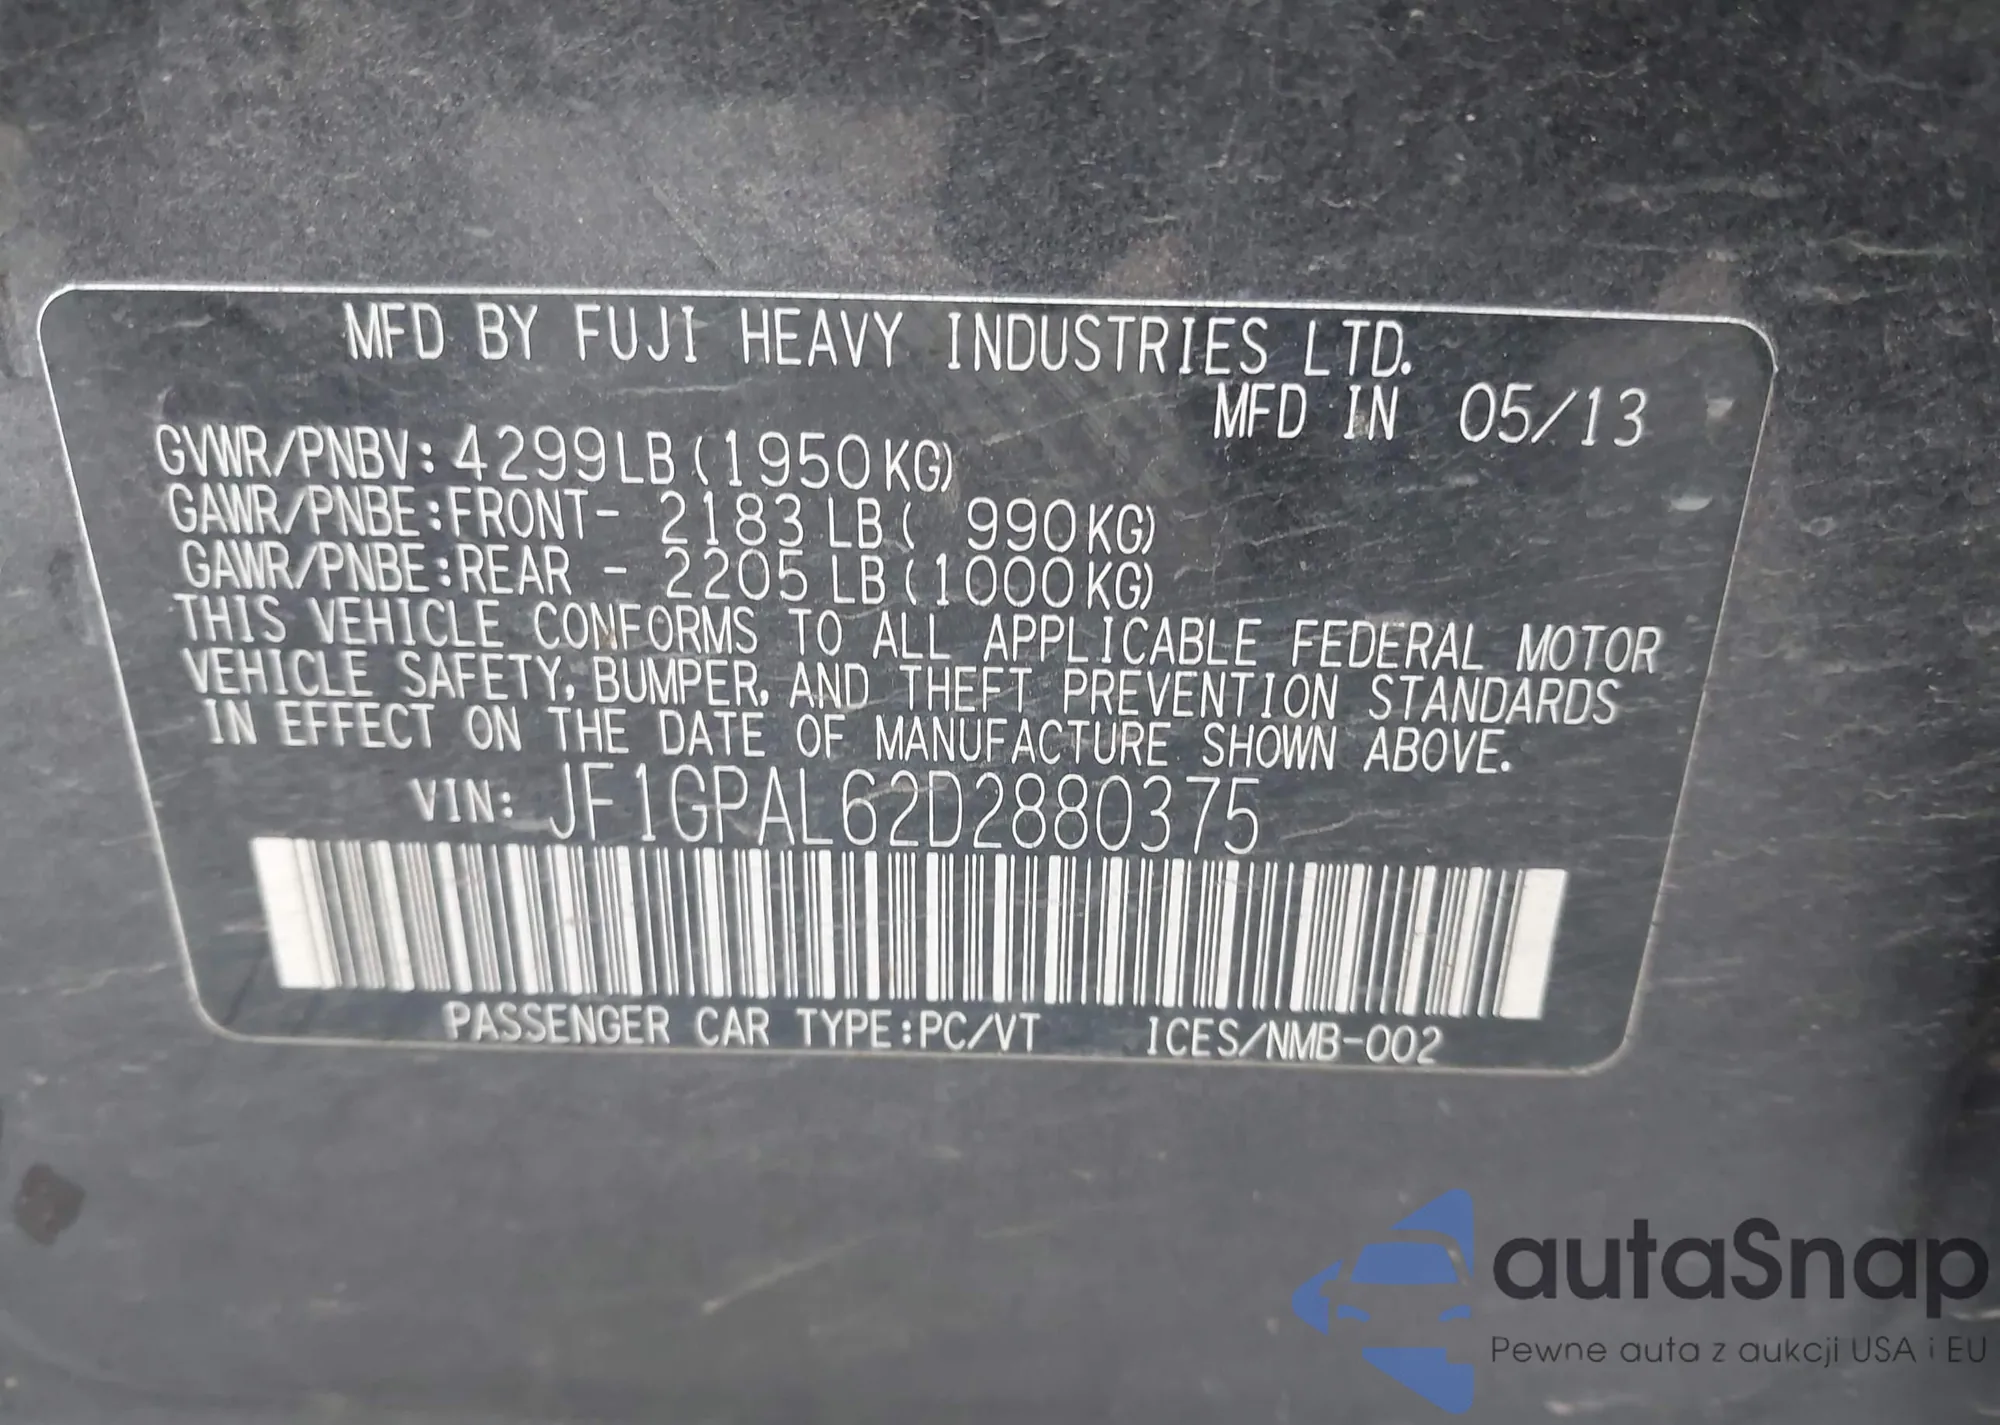 MFD BY FUJI HEAVY INDUSTRIES LTD.
MFD IN 05/13
GVWR/PNBV: 4299LB(1950KG)
GAWR/PNBE:FRONT- 2183LB( 990KG)
GAWR/PNBE:REAR - 2205LB(1000KG)
THIS VEHICLE CONFORMS TO ALL APPLICABLE FEDERAL MOTOR
VEHICLE SAFETY, BUMPER, AND THEFT PREVENTION STANDARDS
IN EFFECT ON THE DATE OF MANUFACTURE SHOWN ABOVE.
VIN: JF1GPAL62D2880375
PASSENGER CAR TYPE:PC/VT ICES/NMB-002
autaSnap
Pewne auta z aukcji USA i EU